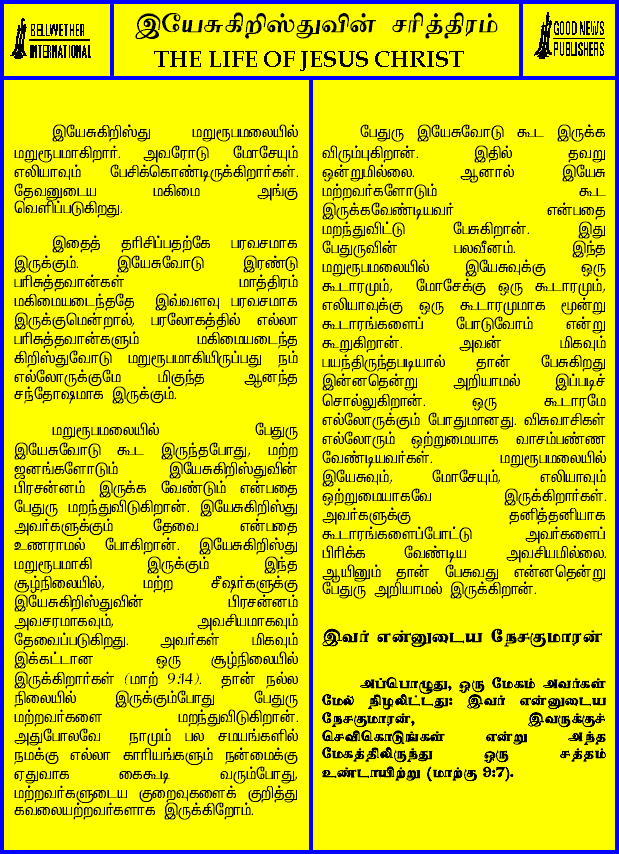 BELLWETHER
INTERNATIONAL
இயேசுகிறிஸ்துவின் சரித்திரம்
THE LIFE OF JESUS CHRIST
GOOD NEWS
PUBLISHERS
இயேசுகிறிஸ்து மறுரூபமலையில்
மறுரூபமாகிறார். அவரோடு மோசேயும்
எலியாவும் பேசிக்கொண்டிருக்கிறார்கள்.
தேவனுடைய மகிமை அங்கு
வெளிப்படுகிறது.
இதைத் தரிசிப்பதற்கே பரவசமாக
இருக்கும். இயேசுவோடு இரண்டு
பரிசுத்தவான்கள் மாத்திரம்
மகிமையடைந்ததே இவ்வளவு பரவசமாக
இருக்குமென்றால், பரலோகத்தில் எல்லா
பரிசுத்தவான்களும் மகிமையடைந்த
கிறிஸ்துவோடு மறுரூபமாகியிருப்பது நம்
எல்லோருக்குமே மிகுந்த ஆனந்த
சந்தோஷமாக இருக்கும்.
மறுரூபமலையில் பேதுரு
இயேசுவோடு கூட இருந்தபோது, மற்ற
ஜனங்களோடும் இயேசுகிறிஸ்துவின்
பிரசன்னம் இருக்க வேண்டும் என்பதை
பேதுரு மறந்துவிடுகிறான். இயேசுகிறிஸ்து
அவர்களுக்கும் தேவை என்பதை
உணராமல் போகிறான். இயேசுகிறிஸ்து
மறுரூபமாகி இருக்கும் இந்த
சூழ்நிலையில், மற்ற சீஷர்களுக்கு
இயேசுகிறிஸ்துவின் பிரசன்னம்
அவசரமாகவும், அவசியமாகவும்
தேவைப்படுகிறது. அவர்கள் மிகவும்
இக்கட்டான ஒரு சூழ்நிலையில்
இருக்கிறார்கள் (மாற் 9:14). தான் நல்ல
நிலையில் இருக்கும்போது பேதுரு
மற்றவர்களை மறந்துவிடுகிறான்.
அதுபோலவே நாமும் பல சமயங்களில்
நமக்கு எல்லா காரியங்களும் நன்மைக்கு
ஏதுவாக கைகூடி வரும்போது,
மற்றவர்களுடைய குறைவுகளைக் குறித்து
கவலையற்றவர்களாக இருக்கிறோம்.
பேதுரு இயேசுவோடு கூட இருக்க
விரும்புகிறான். இதில் தவறு
ஒன்றுமில்லை. ஆனால் இயேசு
மற்றவர்களோடும் கூட
இருக்கவேண்டியவர் என்பதை
மறந்துவிட்டு பேசுகிறான். இது
பேதுருவின் பலவீனம். இந்த
மறுரூபமலையில் இயேசுவுக்கு ஒரு
கூடாரமும், மோசேக்கு ஒரு கூடாரமும்,
எலியாவுக்கு ஒரு கூடாரமுமாக மூன்று
கூடாரங்களைப் போடுவோம் என்று
கூறுகிறான். அவன் மிகவும்
பயந்திருந்தபடியால் தான் பேசுகிறது
இன்னதென்று அறியாமல் இப்படிச்
சொல்லுகிறான். ஒரு கூடாரமே
எல்லோருக்கும் போதுமானது. விசுவாசிகள்
எல்லோரும் ஒற்றுமையாக வாசம்பண்ண
வேண்டியவர்கள். மறுரூபமலையில்
இயேசுவும், மோசேயும், எலியாவும்
ஒற்றுமையாகவே இருக்கிறார்கள்.
அவர்களுக்கு தனித்தனியாக
கூடாரங்களைப்போட்டு அவர்களைப்
பிரிக்க வேண்டிய அவசியமில்லை.
ஆயினும் தான் பேசுவது என்னதென்று
பேதுரு அறியாமல் இருக்கிறான்.
இவர் என்னுடைய நேசகுமாரன்
அப்பொழுது, ஒரு மேகம் அவர்கள்
மேல் நிழலிட்டது: இவர் என்னுடைய
நேசகுமாரன், இவருக்குச்
செவிகொடுங்கள் என்று அந்த
மேகத்திலிருந்து ஒரு சத்தம்
உண்டாயிற்று (மாற்கு 9:7).